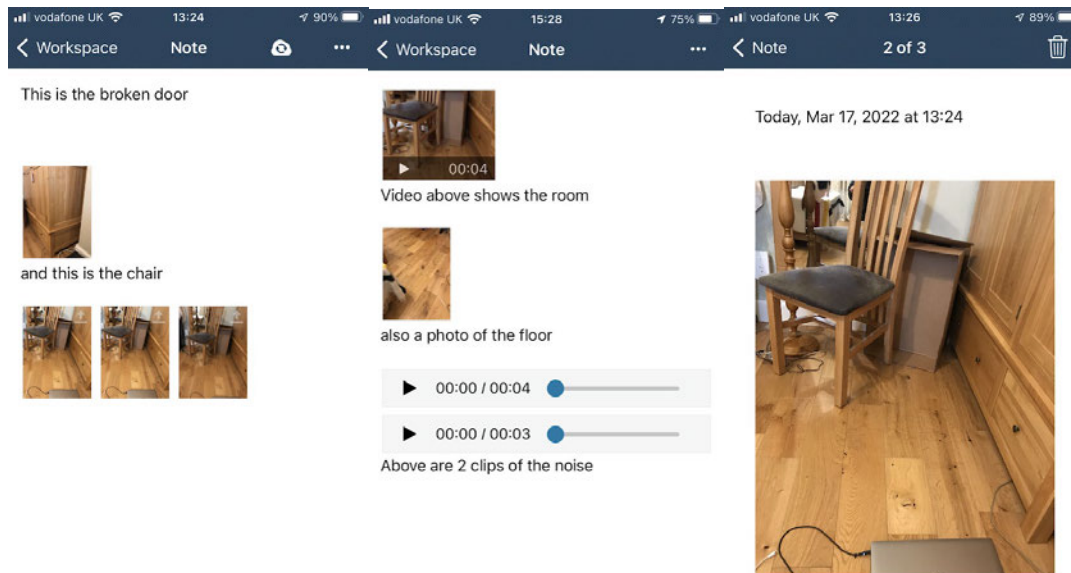 vodafone UK 13:24 90%
Workspace Note
This is the broken door
and this is the chair
vodafone UK 15:28 75%
Workspace Note
00:04
Video above shows the room
also a photo of the floor
00:00 / 00:04
00:00 / 00:03
Above are 2 clips of the noise
vodafone UK 13:26 89%
Note 2 of 3
Today, Mar 17, 2022 at 13:24